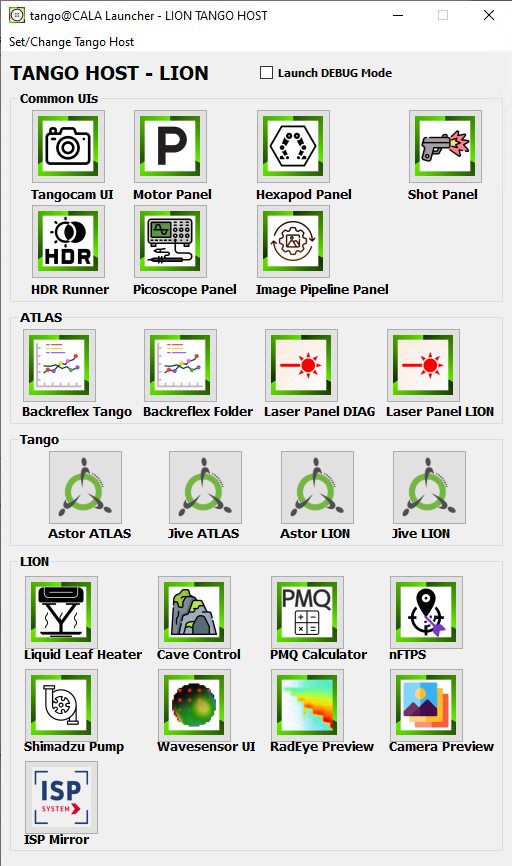 tango@CALA Launcher - LION TANGO HOST
Set/Change Tango Host
TANGO HOST - LION
Launch DEBUG Mode
Common UIs
P
HDR
Tangocam UI
Motor Panel
Hexapod Panel
Shot Panel
HDR Runner
Picoscope Panel
Image Pipeline Panel
ATLAS
Backreflex Tango
Backreflex Folder
Laser Panel DIAG
Laser Panel LION
Tango
Astor ATLAS
Jive ATLAS
Astor LION
Jive LION
LION
PMQ
Liquid Leaf Heater
Cave Control
PMQ Calculator
nFTPS
Shimadzu Pump
Wavesensor UI
RadEye Preview
Camera Preview
ISP
SYSTEM
ISP Mirror